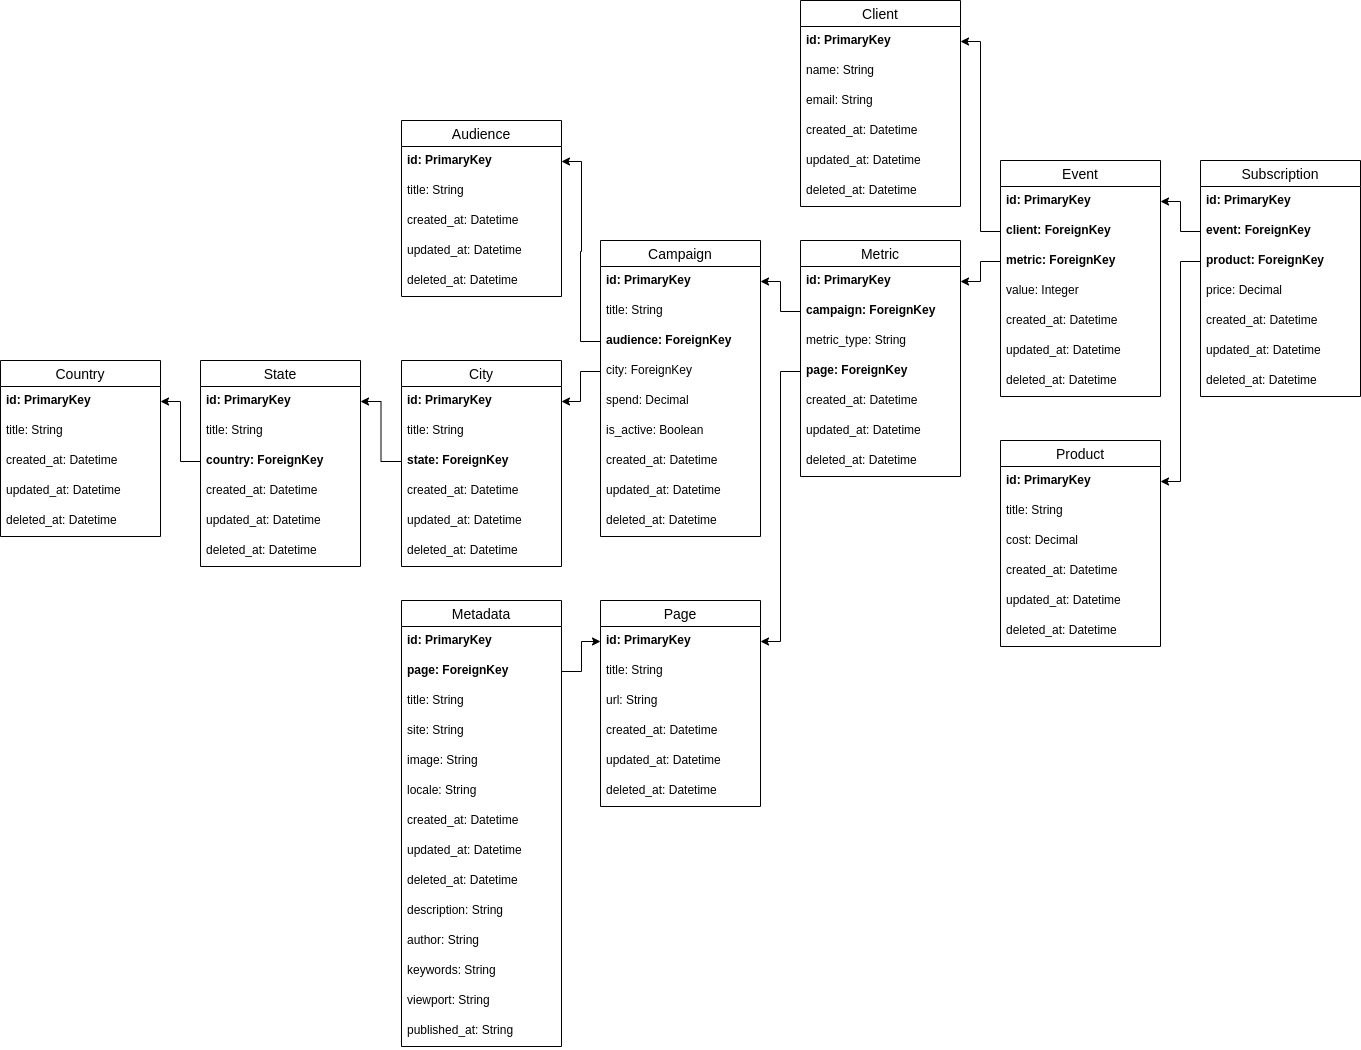 Client
id: PrimaryKey
name: String
email: String
created_at: Datetime
updated_at: Datetime
deleted_at: Datetime
Audience
id: PrimaryKey
title: String
created_at: Datetime
updated_at: Datetime
deleted_at: Datetime
Event
id: PrimaryKey
client: ForeignKey
metric: ForeignKey
value: Integer
created_at: Datetime
updated_at: Datetime
deleted_at: Datetime
Subscription
id: PrimaryKey
event: ForeignKey
product: ForeignKey
price: Decimal
created_at: Datetime
updated_at: Datetime
deleted_at: Datetime
Campaign
id: PrimaryKey
title: String
audience: ForeignKey
city: ForeignKey
spend: Decimal
is_active: Boolean
created_at: Datetime
updated_at: Datetime
deleted_at: Datetime
Metric
id: PrimaryKey
campaign: ForeignKey
metric_type: String
page: ForeignKey
created_at: Datetime
updated_at: Datetime
deleted_at: Datetime
Country
id: PrimaryKey
title: String
created_at: Datetime
updated_at: Datetime
deleted_at: Datetime
State
id: PrimaryKey
title: String
country: ForeignKey
created_at: Datetime
updated_at: Datetime
deleted_at: Datetime
City
id: PrimaryKey
title: String
state: ForeignKey
created_at: Datetime
updated_at: Datetime
deleted_at: Datetime
Product
id: PrimaryKey
title: String
cost: Decimal
created_at: Datetime
updated_at: Datetime
deleted_at: Datetime
Metadata
id: PrimaryKey
page: ForeignKey
title: String
site: String
image: String
locale: String
created_at: Datetime
updated_at: Datetime
deleted_at: Datetime
description: String
author: String
keywords: String
viewport: String
published_at: String
Page
id: PrimaryKey
title: String
url: String
created_at: Datetime
updated_at: Datetime
deleted_at: Datetime